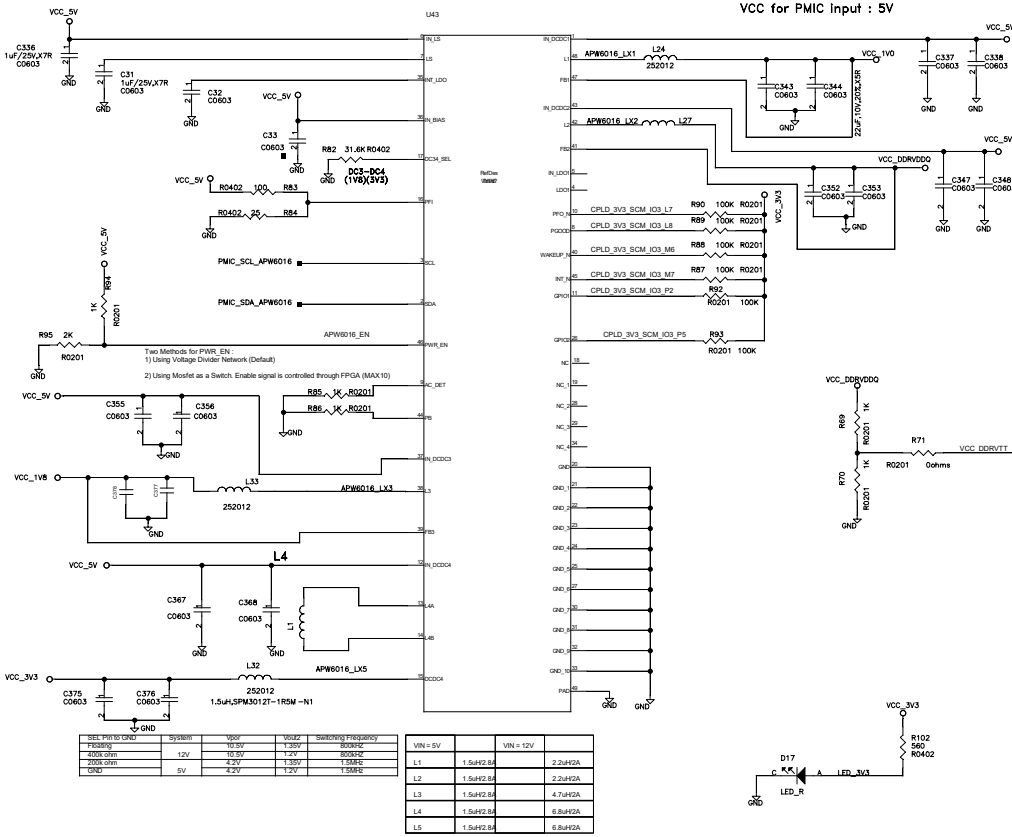 VCC for PMIC input : 5V
U43
VCC_5V
C336
1uF/25V,X7R
C0603
GND
C31
1uF/25V,X7R
C0603
GND
C32
C0603
GND
VCC_5V
C33
C0603
GND
R82 31.6K R0402
GND
DC3-DC4
(1V8)(3V3)
VCC_5V
R0402 100 R83
R0402 25 R84
GND
PMIC_SCL_APW6016
PMIC_SDA_APW6016
VCC_5V
R94
1K
R0201
R95 2K
R0201
GND
APW6016_EN
Two Methods for PWR_EN :
1) Using Voltage Divider Network (Default)
2) Using Mosfet as a Switch. Enable signal is controlled through FPGA (MAX10)
R85 1K R0201
R86 1K R0201
GND
VCC_5V
C355
C0603
C356
C0603
GND
VCC_1V8
C378
C377
GND
L33
252012
APW6016_LX3
L4
VCC_5V
C367
C0603
GND
C368
C0603
GND
L1
VCC_3V3
C375
C0603
C376
C0603
GND
L32
252012
1.5uH,SPM3012T-1R5M-N1
APW6016_LX5
IN_LS
LS
INT_LDO
IN_BIAS
DC34_SEL
PFI
SCL
SDA
PWR_EN
AC_DET
PB
IN_DCDC3
L3
FB3
IN_DCDC4
L4A
L4B
DCDC4
RefDes
IN_DCDC1
L1
FB1
IN_DCDC2
L2
FB2
IN_LDO1
LDO1
PFO_N
PGOOD
WAKEUP_N
INT_N
GPIO1
GPIO2
NC
NC_1
NC_2
NC_3
NC_4
GND
GND_1
GND_2
GND_3
GND_4
GND_5
GND_6
GND_7
GND_8
GND_9
GND_10
PAD
APW6016_LX1
L24
252012
VCC_1V0
C343
C0603
C344
C0603
GND
22uF,10V,20%,X5R
VCC_5V
C337
C0603
GND
C338
C0603
GND
APW6016_LX2
L27
VCC_DDRVDDQ
C352
C0603
C353
C0603
GND
VCC_5V
C347
C0603
GND
C348
C0603
GND
VCC_3V3
CPLD_3V3_SCM_IO3_L7 R90 100K R0201
CPLD_3V3_SCM_IO3_L8 R89 100K R0201
CPLD_3V3_SCM_IO3_M6 R88 100K R0201
CPLD_3V3_SCM_IO3_M7 R87 100K R0201
CPLD_3V3_SCM_IO3_P2 R92
R0201 100K
CPLD_3V3_SCM_IO3_P5 R93
R0201 100K
GND
GND
VCC_DDRVDDQ
R69
1K
R0201
R70
1K
R0201
GND
R71
R0201 0ohms
VCC_DDRVTT
VCC_3V3
R102
560
R0402
D17
C A LED_3V3
LED_R
GND
SEL Pin to GND System Vpor Vout2 Switching Frequency
Floating 10.5V 1.35V 800kHZ
400k ohm 12V 10.5V 1.2V 800kHZ
200k ohm 4.2V 1.35V 1.5MHz
GND 5V 4.2V 1.2V 1.5MHz
VIN = 5V VIN = 12V
L1 1.5uH/2.8A 2.2uH/2A
L2 1.5uH/2.8A 2.2uH/2A
L3 1.5uH/2.8A 4.7uH/2A
L4 1.5uH/2.8A 6.8uH/2A
L5 1.5uH/2.8A 6.8uH/2A